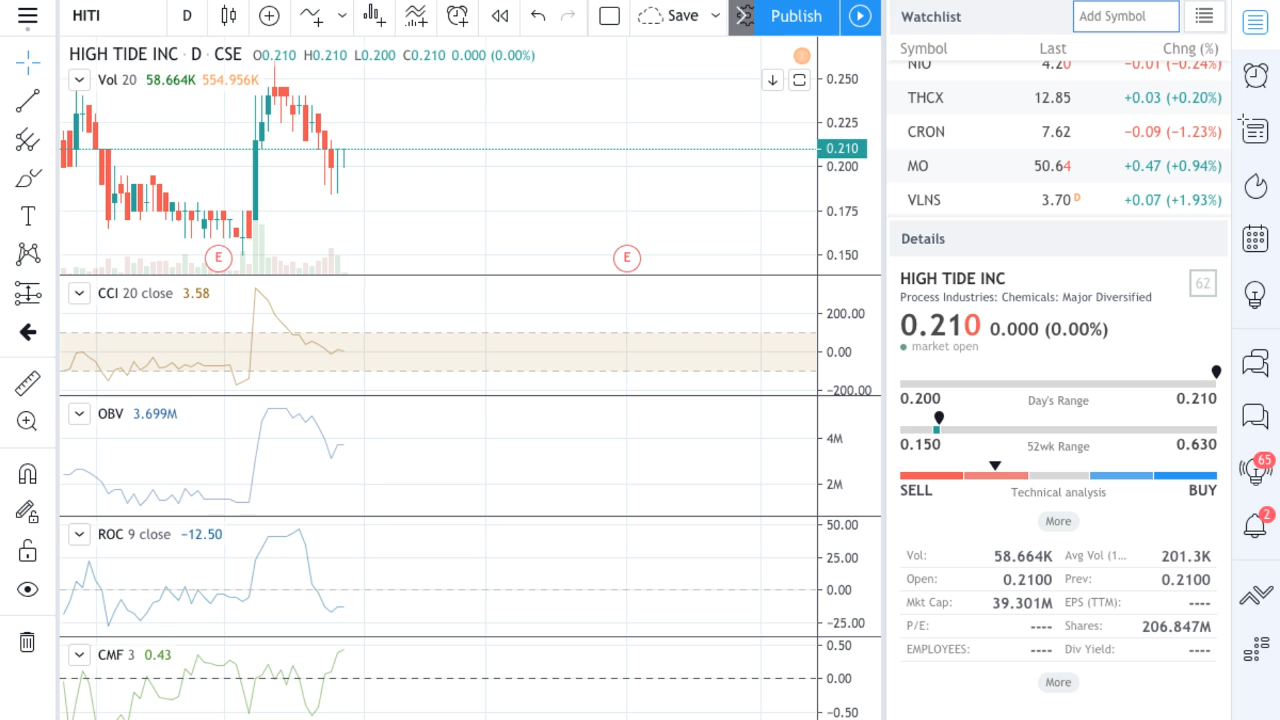 HITI
D
Save
Publish
HIGH TIDE INC · D · CSE O0.210 H0.210 L0.200 C0.210 0.000 (0.00%)
Vol 20 58.664K 554.956K
0.250
0.225
0.210
0.200
0.175
0.150
E
E
CCI 20 close 3.58
200.00
0.00
−200.00
OBV 3.699M
4M
2M
ROC 9 close −12.50
50.00
25.00
0.00
−25.00
CMF 3 0.43
0.50
0.00
−0.50
Watchlist
Add Symbol
Symbol Last Chng (%)
NIO 4.20 −0.01 (−0.24%)
THCX 12.85 +0.03 (+0.20%)
CRON 7.62 −0.09 (−1.23%)
MO 50.64 +0.47 (+0.94%)
VLNS 3.70 D +0.07 (+1.93%)
Details
HIGH TIDE INC
62
Process Industries: Chemicals: Major Diversified
0.210 0.000 (0.00%)
market open
0.200 Day's Range 0.210
0.150 52wk Range 0.630
SELL Technical analysis BUY
More
Vol: 58.664K Avg Vol (1... 201.3K
Open: 0.2100 Prev: 0.2100
Mkt Cap: 39.301M EPS (TTM): ----
P/E: ---- Shares: 206.847M
EMPLOYEES: ---- Div Yield: ----
More
65
2